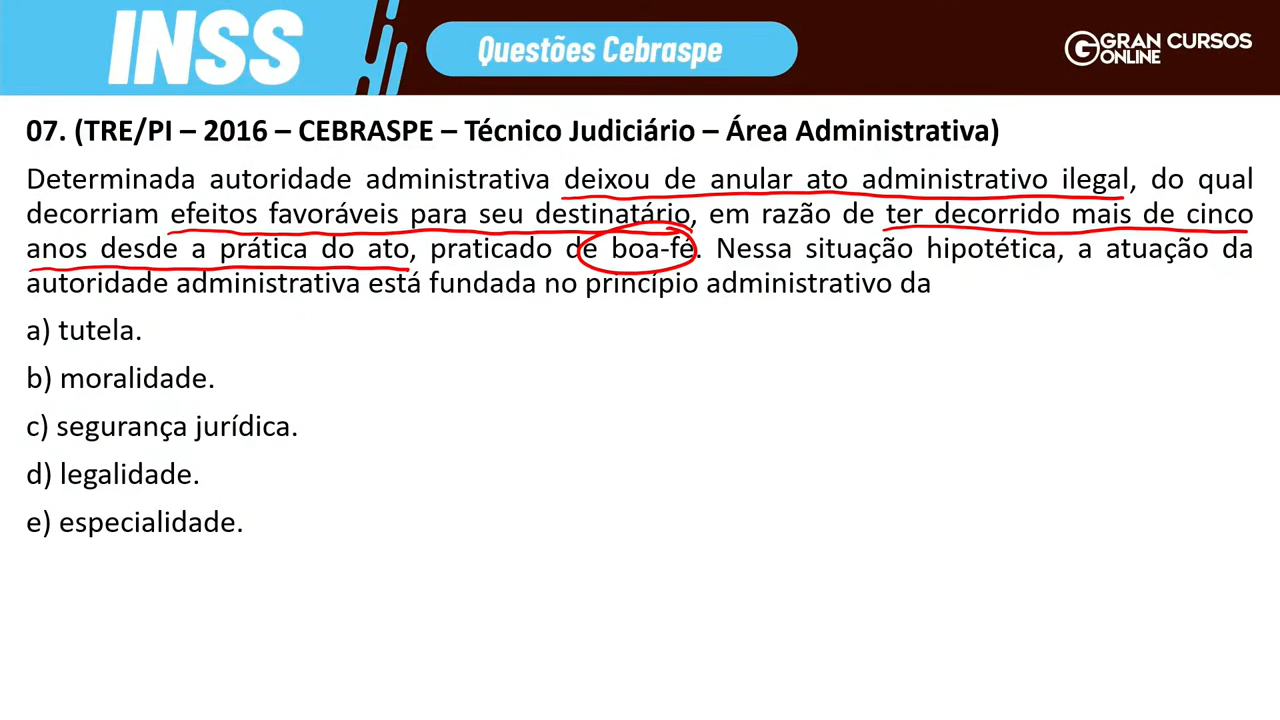 INSS
Questões Cebraspe
GRAN CURSOS
ONLINE
07. (TRE/PI – 2016 – CEBRASPE – Técnico Judiciário – Área Administrativa)
Determinada autoridade administrativa deixou de anular ato administrativo ilegal, do qual
decorriam efeitos favoráveis para seu destinatário, em razão de ter decorrido mais de cinco
anos desde a prática do ato, praticado de boa-fé. Nessa situação hipotética, a atuação da
autoridade administrativa está fundada no princípio administrativo da
a) tutela.
b) moralidade.
c) segurança jurídica.
d) legalidade.
e) especialidade.